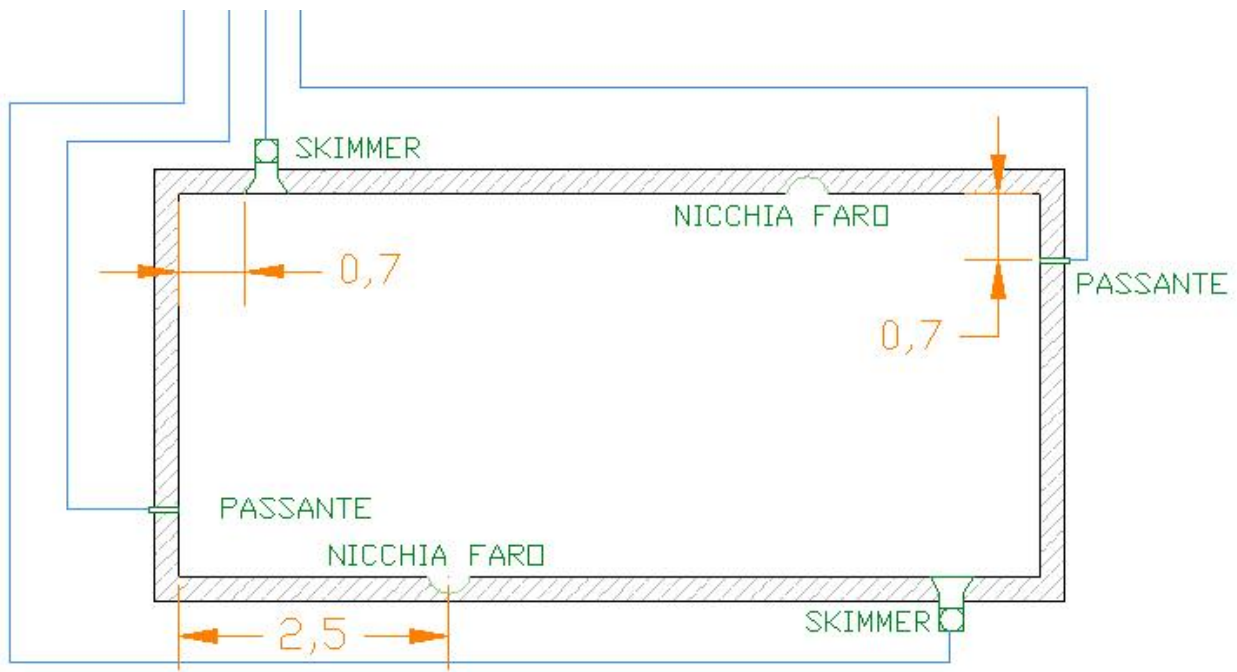 SKIMMER
NICCHIA FARO
0,7
PASSANTE
0,7
PASSANTE
NICCHIA FARO
SKIMMER
2,5